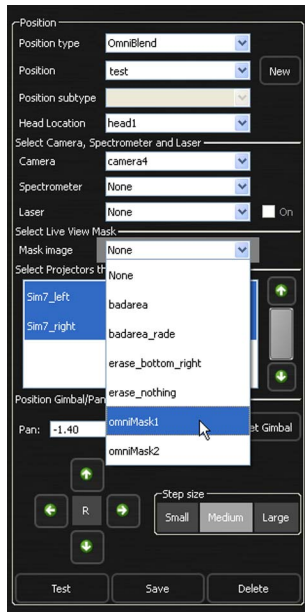 Position
Position type OmniBlend
Position test New
Position subtype
Head Location head1
Select Camera, Spectrometer and Laser
Camera camera4
Spectrometer None
Laser None On
Select Live View Mask
Mask image None
None
Select Projectors th
badarea
Sim7_left
badarea_rade
Sim7_right
erase_bottom_right
erase_nothing
Position Gimbal/Pan
omniMask1
Pan: -1.40 et Gimbal
omniMask2
Step size
R Small Medium Large
Test Save Delete